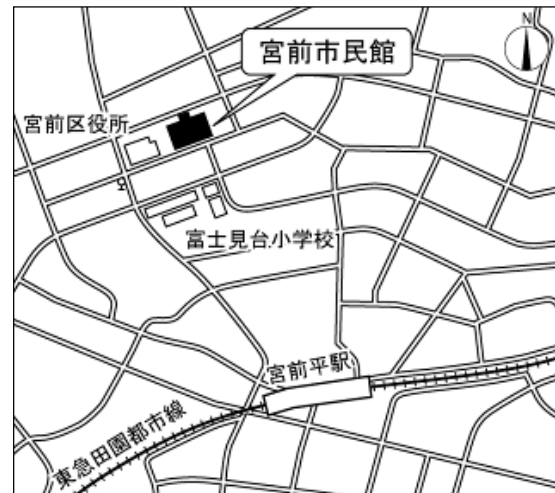 N
宮前市民館
宮前区役所
富士見台小学校
宮前平駅
東急田園都市線